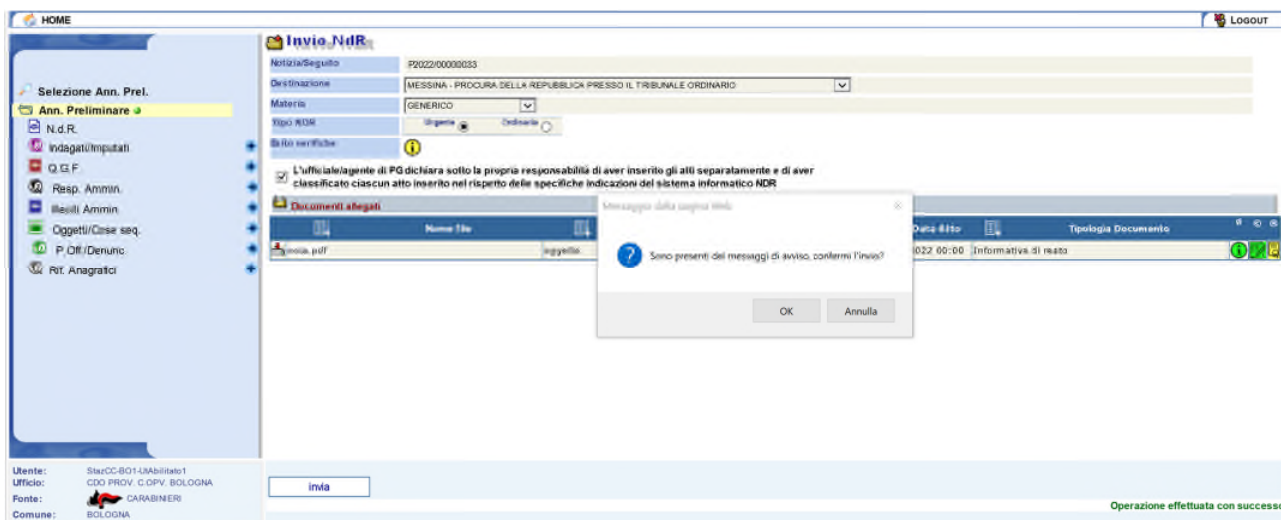 HOME
LOGOUT
Invio NdR
Notizia/Seguito P2022/00000033
Destinazione MESSINA - PROCURA DELLA REPUBBLICA PRESSO IL TRIBUNALE ORDINARIO
Materia GENERICO
Tipo NDR Urgente Ordinaria
Esito verifiche
L'ufficiale/agente di PG dichiara sotto la propria responsabilità di aver inserito gli atti separatamente e di aver
classificato ciascun atto inserito nel rispetto delle specifiche indicazioni del sistema informatico NDR
Documenti allegati
Nome file Data Atto Tipologia Documento
oggetto 022 00:00 Informativa di reato
Messaggio dalla pagina Web
Sono presenti dei messaggi di avviso, confermi l'invio?
OK Annulla
Selezione Ann. Prel.
Ann. Preliminare
N.d.R.
Indagati/Imputati
Q.G.F.
Resp. Ammin.
Illeciti Ammin.
Oggetti/Cose seq.
P.Off./Denunc.
Rif. Anagrafici
Utente: StazCC-BO1-UtAbilitato1
Ufficio: CDO PROV. C.OPV. BOLOGNA
Fonte: CARABINIERI
Comune: BOLOGNA
invia
Operazione effettuata con successo